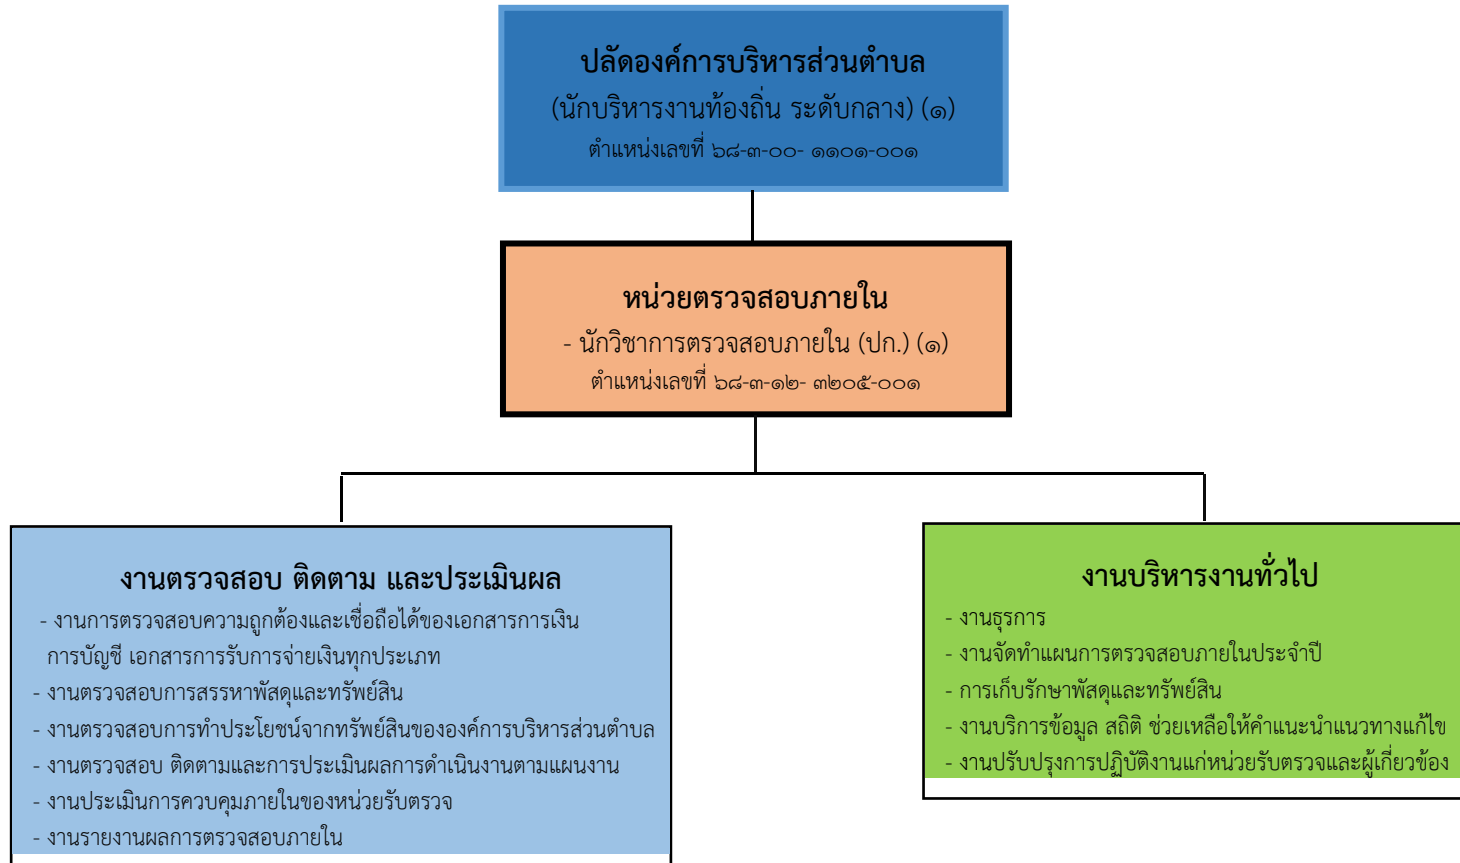 ปลัดองค์การบริหารส่วนตำบล
(นักบริหารงานท้องถิ่น ระดับกลาง) (๑)
ตำแหน่งเลขที่ ๖๘-๓-๐๐- ๑๑๐๑-๐๐๑
หน่วยตรวจสอบภายใน
- นักวิชาการตรวจสอบภายใน (ปก.) (๑)
ตำแหน่งเลขที่ ๖๘-๓-๑๒- ๓๒๐๕-๐๐๑
งานตรวจสอบ ติดตาม และประเมินผล
- งานการตรวจสอบความถูกต้องและเชื่อถือได้ของเอกสารการเงิน
การบัญชี เอกสารการรับการจ่ายเงินทุกประเภท
- งานตรวจสอบการสรรหาพัสดุและทรัพย์สิน
- งานตรวจสอบการทำประโยชน์จากทรัพย์สินขององค์การบริหารส่วนตำบล
- งานตรวจสอบ ติดตามและการประเมินผลการดำเนินงานตามแผนงาน
- งานประเมินการควบคุมภายในของหน่วยรับตรวจ
- งานรายงานผลการตรวจสอบภายใน
งานบริหารงานทั่วไป
- งานธุรการ
- งานจัดทำแผนการตรวจสอบภายในประจำปี
- การเก็บรักษาพัสดุและทรัพย์สิน
- งานบริการข้อมูล สถิติ ช่วยเหลือให้คำแนะนำแนวทางแก้ไข
- งานปรับปรุงการปฏิบัติงานแก่หน่วยรับตรวจและผู้เกี่ยวข้อง